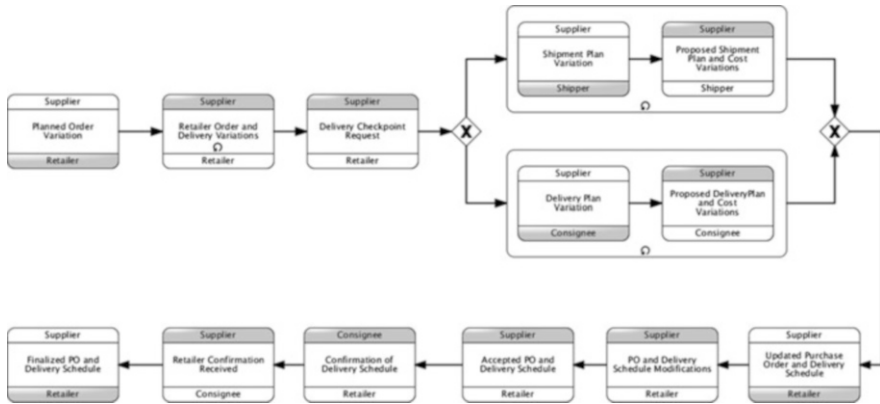 Supplier
Planned Order
Variation
Retailer
Supplier
Retailer Order and
Delivery Variations
Retailer
Supplier
Delivery Checkpoint
Request
Retailer
X
Supplier
Shipment Plan
Variation
Shipper
Supplier
Proposed Shipment
Plan and Cost
Variations
Shipper
Supplier
Delivery Plan
Variation
Consignee
Supplier
Proposed DeliveryPlan
and Cost
Variations
Consignee
X
Supplier
Finalized PO and
Delivery Schedule
Retailer
Supplier
Retailer Confirmation
Received
Consignee
Consignee
Confirmation of
Delivery Schedule
Retailer
Supplier
Accepted PO and
Delivery Schedule
Retailer
Supplier
PO and Delivery
Schedule Modifications
Retailer
Supplier
Updated Purchase
Order and Delivery
Schedule
Retailer